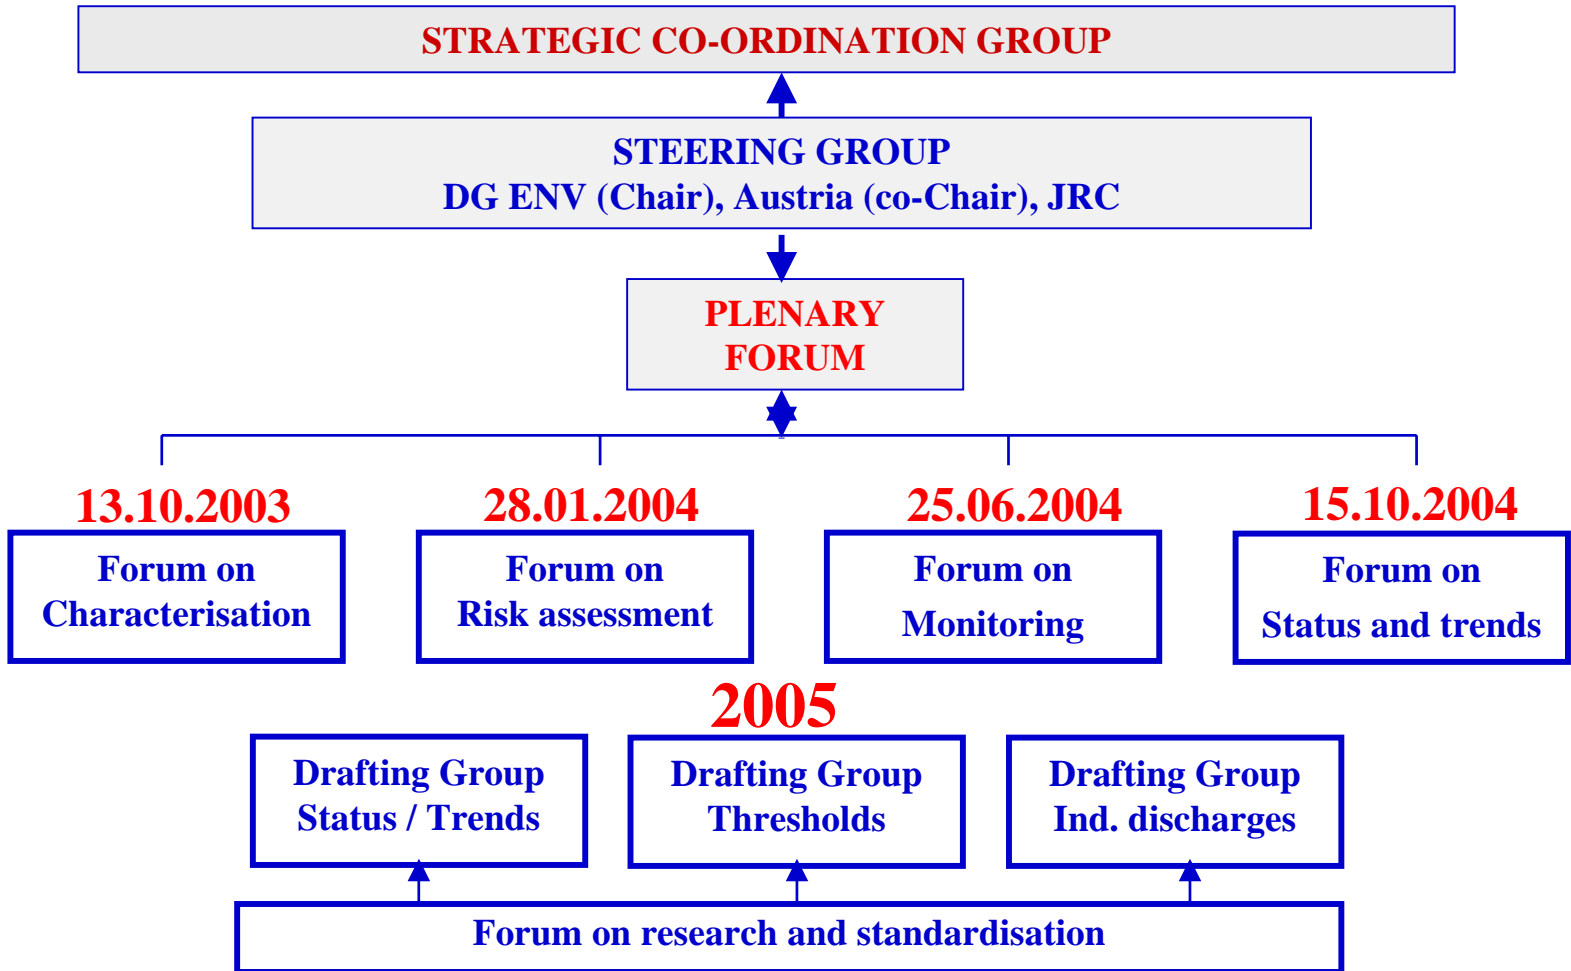 STRATEGIC CO-ORDINATION GROUP
STEERING GROUP
DG ENV (Chair), Austria (co-Chair), JRC
PLENARY
FORUM
13.10.2003
Forum on
Characterisation
28.01.2004
Forum on
Risk assessment
25.06.2004
Forum on
Monitoring
15.10.2004
Forum on
Status and trends
2005
Drafting Group
Status / Trends
Drafting Group
Thresholds
Drafting Group
Ind. discharges
Forum on research and standardisation